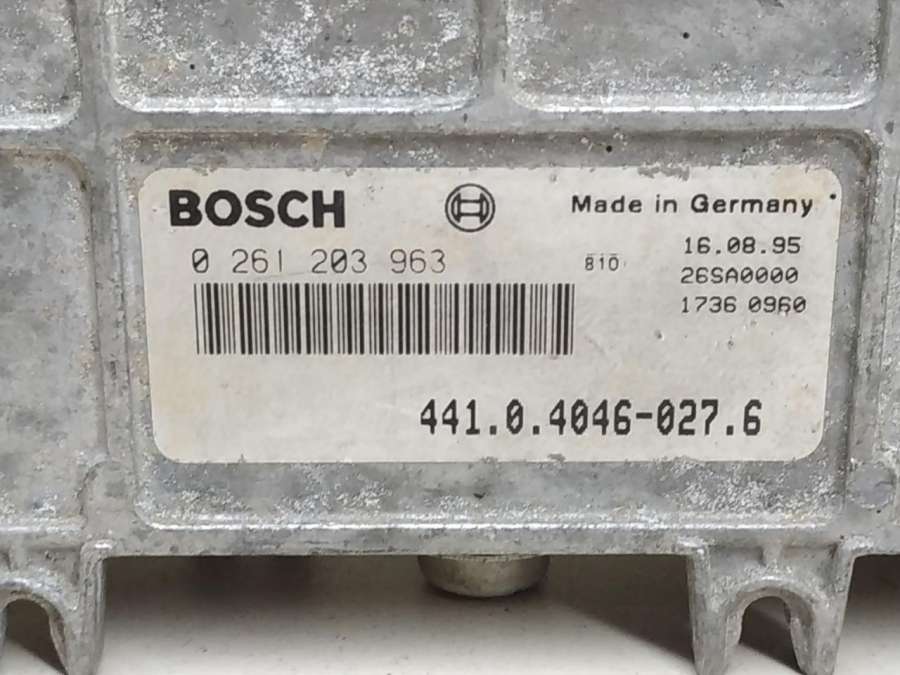 BOSCH
Made in Germany
0 261 203 963
810
16.08.95
26SA0000
1736 0960
441.0.4046-027.6